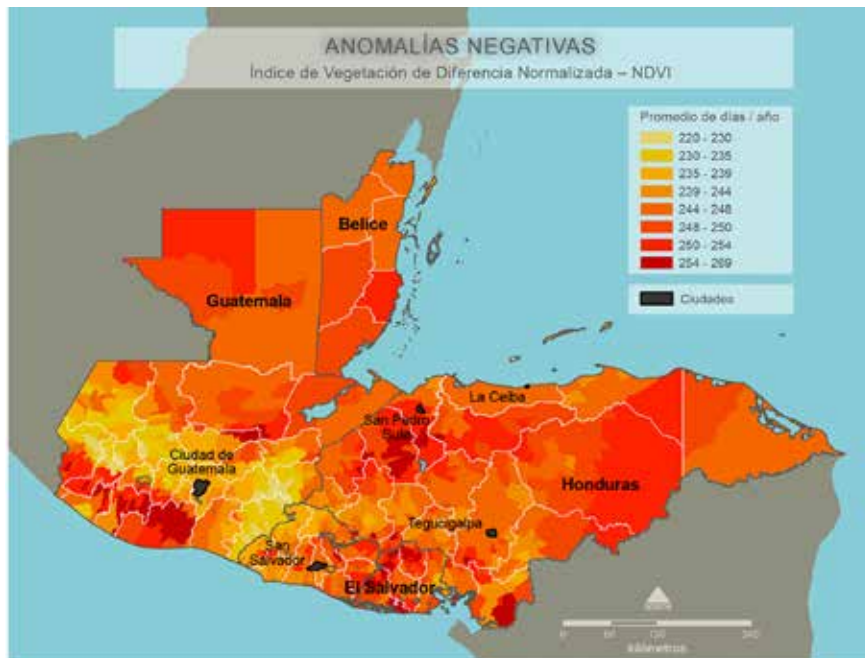 ANOMALÍAS NEGATIVAS
Índice de Vegetación de Diferencia Normalizada – NDVI
Promedio de días / año
220 - 230
230 - 235
235 - 239
239 - 244
244 - 248
248 - 250
250 - 254
254 - 269
Ciudades
Belice
Guatemala
La Ceiba
San Pedro
Sula
Ciudad de
Guatemala
Honduras
Tegucigalpa
San
Salvador
El Salvador
0
kilómetros